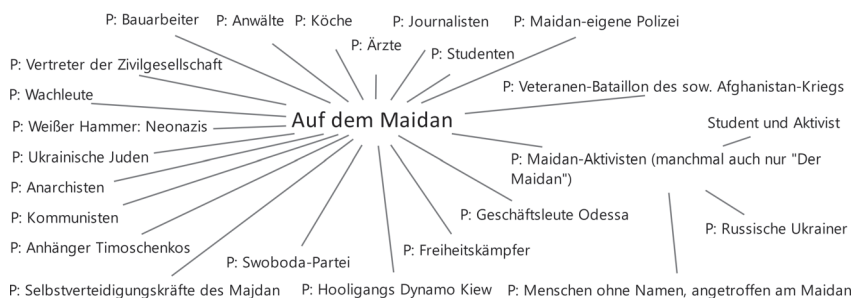 P: Bauarbeiter
P: Anwälte
P: Köche
P: Journalisten
P: Maidan-eigene Polizei
P: Ärzte
P: Studenten
P: Vertreter der Zivilgesellschaft
P: Veteranen-Bataillon des sow. Afghanistan-Kriegs
P: Wachleute
Auf dem Maidan
P: Weißer Hammer: Neonazis
Student und Aktivist
P: Ukrainische Juden
P: Maidan-Aktivisten (manchmal auch nur "Der
Maidan")
P: Anarchisten
P: Kommunisten
P: Geschäftsleute Odessa
P: Russische Ukrainer
P: Anhänger Timoschenkos
P: Freiheitskämpfer
P: Swoboda-Partei
P: Selbstverteidigungskräfte des Majdan
P: Hooligangs Dynamo Kiew
P: Menschen ohne Namen, angetroffen am Maidan